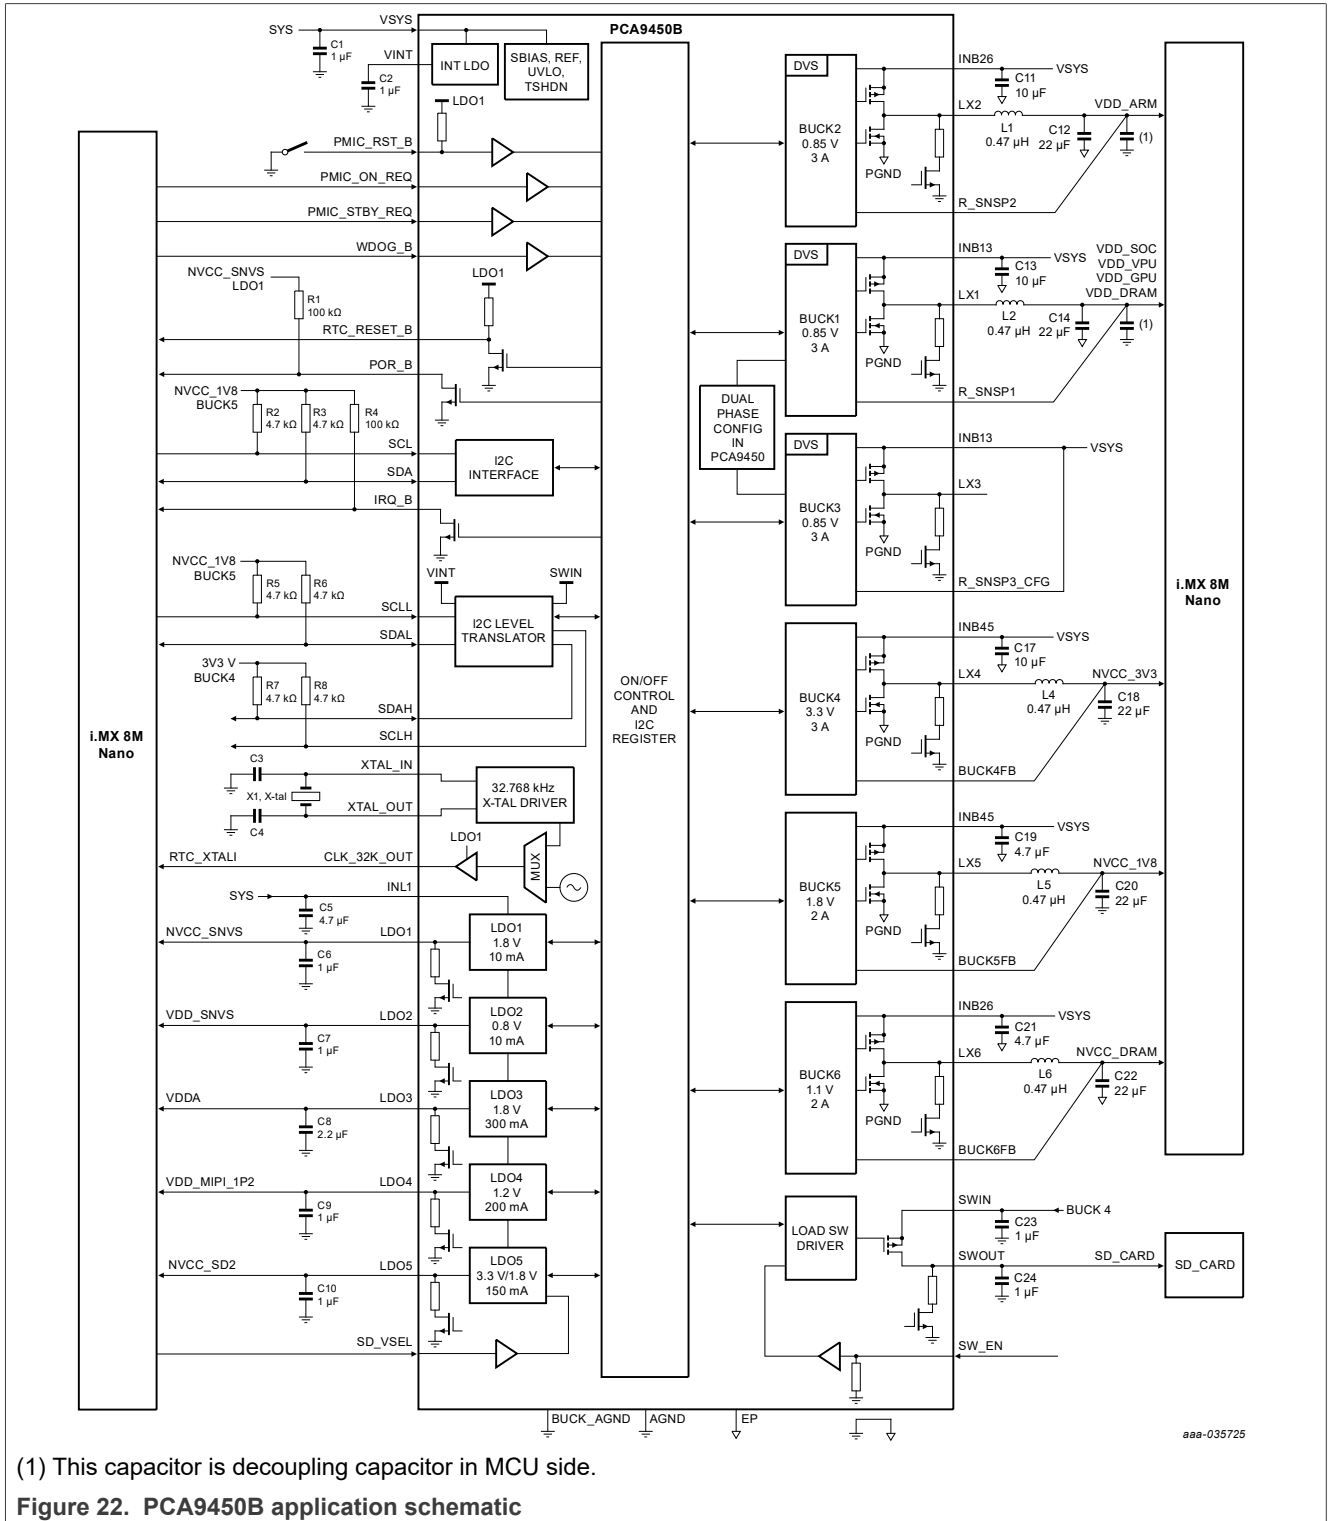 PCA9450B
SYS
VSYS
C1
1 µF
VINT
C2
1 µF
INT LDO
SBIAS, REF,
UVLO,
TSHDN
LDO1
PMIC_RST_B
PMIC_ON_REQ
PMIC_STBY_REQ
WDOG_B
NVCC_SNVS
LDO1
R1
100 kΩ
LDO1
RTC_RESET_B
POR_B
NVCC_1V8
BUCK5
R2
4.7 kΩ
R3
4.7 kΩ
R4
100 kΩ
SCL
SDA
IRQ_B
I2C
INTERFACE
NVCC_1V8
BUCK5
R5
4.7 kΩ
R6
4.7 kΩ
VINT
SWIN
SCLL
SDAL
I2C LEVEL
TRANSLATOR
3V3 V
BUCK4
R7
4.7 kΩ
R8
4.7 kΩ
SDAH
SCLH
i.MX 8M
Nano
C3
X1, X-tal
C4
XTAL_IN
XTAL_OUT
32.768 kHz
X-TAL DRIVER
LDO1
MUX
RTC_XTALI
CLK_32K_OUT
SYS
INL1
C5
4.7 µF
NVCC_SNVS
LDO1
C6
1 µF
LDO1
1.8 V
10 mA
VDD_SNVS
LDO2
C7
1 µF
LDO2
0.8 V
10 mA
VDDA
LDO3
C8
2.2 µF
LDO3
1.8 V
300 mA
VDD_MIPI_1P2
LDO4
C9
1 µF
LDO4
1.2 V
200 mA
NVCC_SD2
LDO5
C10
1 µF
LDO5
3.3 V/1.8 V
150 mA
SD_VSEL
ON/OFF
CONTROL
AND
I2C
REGISTER
DVS
BUCK2
0.85 V
3 A
PGND
INB26
VSYS
C11
10 µF
LX2
L1
0.47 µH
C12
22 µF
VDD_ARM
(1)
R_SNSP2
DVS
BUCK1
0.85 V
3 A
PGND
INB13
VSYS
C13
10 µF
VDD_SOC
VDD_VPU
VDD_GPU
VDD_DRAM
LX1
L2
0.47 µH
C14
22 µF
(1)
R_SNSP1
DUAL
PHASE
CONFIG
IN
PCA9450
DVS
BUCK3
0.85 V
3 A
PGND
INB13
VSYS
LX3
R_SNSP3_CFG
i.MX 8M
Nano
BUCK4
3.3 V
3 A
PGND
INB45
VSYS
C17
10 µF
LX4
L4
0.47 µH
NVCC_3V3
C18
22 µF
BUCK4FB
BUCK5
1.8 V
2 A
PGND
INB45
VSYS
C19
4.7 µF
LX5
L5
0.47 µH
NVCC_1V8
C20
22 µF
BUCK5FB
BUCK6
1.1 V
2 A
PGND
INB26
VSYS
C21
4.7 µF
LX6
L6
0.47 µH
NVCC_DRAM
C22
22 µF
BUCK6FB
LOAD SW
DRIVER
SWIN
BUCK 4
C23
1 µF
SWOUT
SD_CARD
C24
1 µF
SD_CARD
SW_EN
BUCK_AGND
AGND
EP
aaa-035725
(1) This capacitor is decoupling capacitor in MCU side.
Figure 22. PCA9450B application schematic